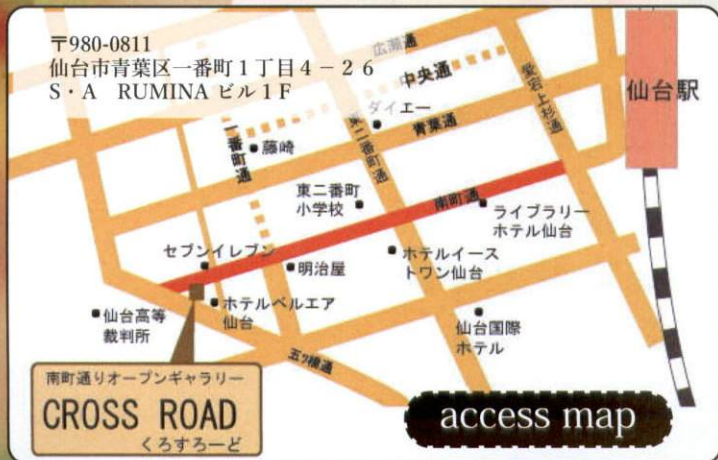 〒980-0811
仙台市青葉区一番町１丁目４－２６
S・A　RUMINA ビル１F
広瀬通
中央通
愛宕上杉通
仙台駅
ダイエー
青葉通
東二番町通
一番町通
藤崎
東二番町
小学校
南町通
ライブラリー
ホテル仙台
セブンイレブン
明治屋
ホテルイース
トワン仙台
仙台高等
裁判所
ホテルベルエア
仙台
仙台国際
ホテル
五ツ橋通
南町通りオープンギャラリー
CROSS ROAD
くろすろーど
access map